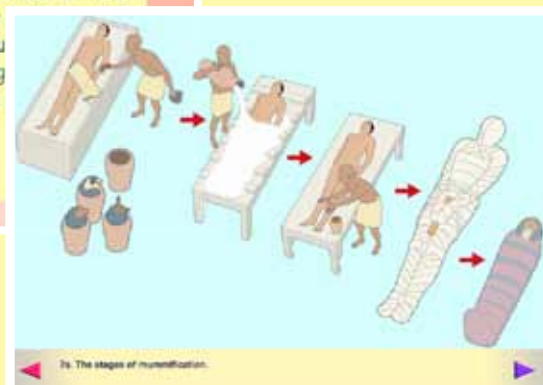 7a. The stages of mummification.